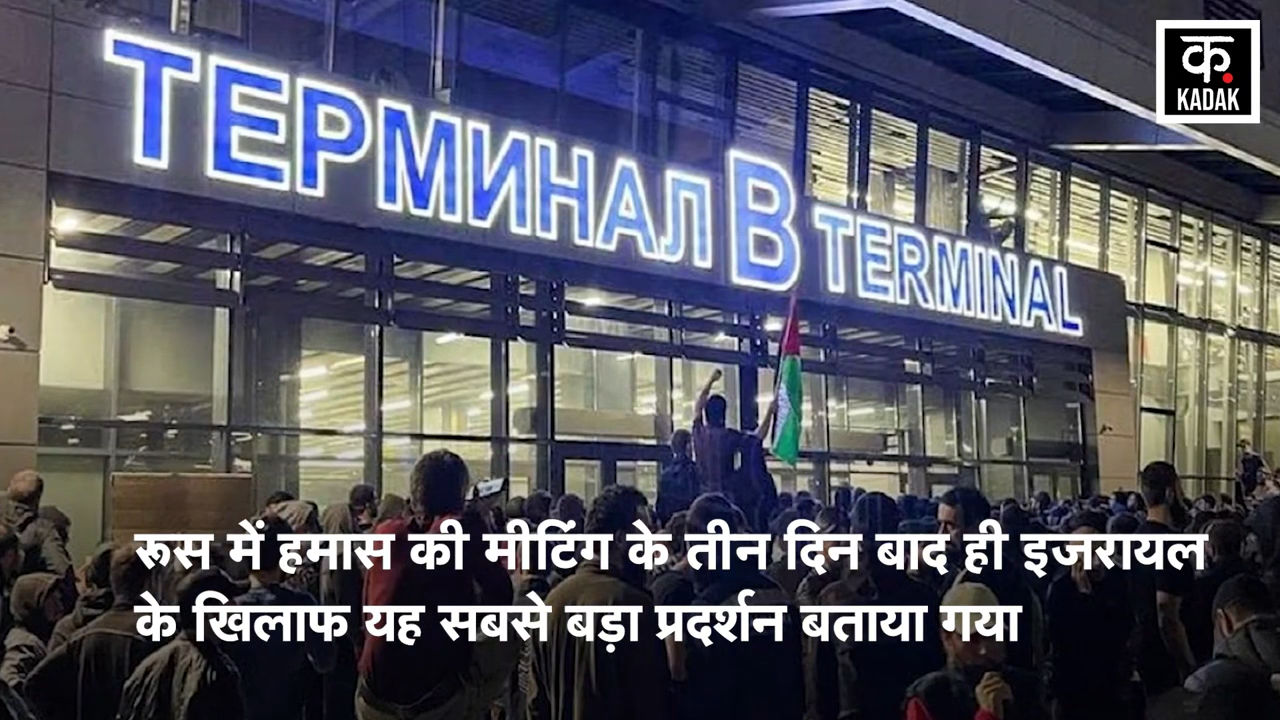 क.
KADAK
ТЕРМИНАЛ B TERMINAL
रूस में हमास की मीटिंग के तीन दिन बाद ही इजरायल
के खिलाफ यह सबसे बड़ा प्रदर्शन बताया गया